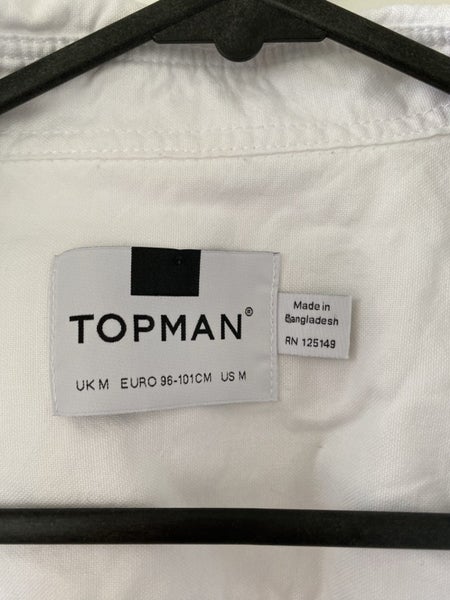 TOPMAN®
UK M EURO 96-101CM US M
Made in
Bangladesh
RN 125149